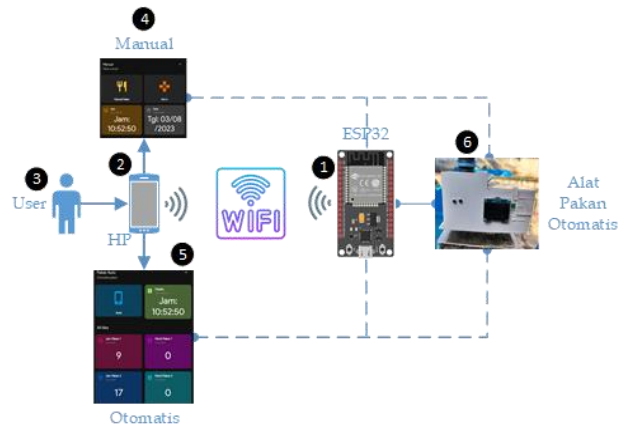 4
Manual
Jam:
10:52:50
Tgl: 03/08
/2023
ESP32
3
2
1
6
User
HP
WIFI
Alat
Pakan
Otomatis
5
Jam:
10:52:50
9
0
17
0
Otomatis